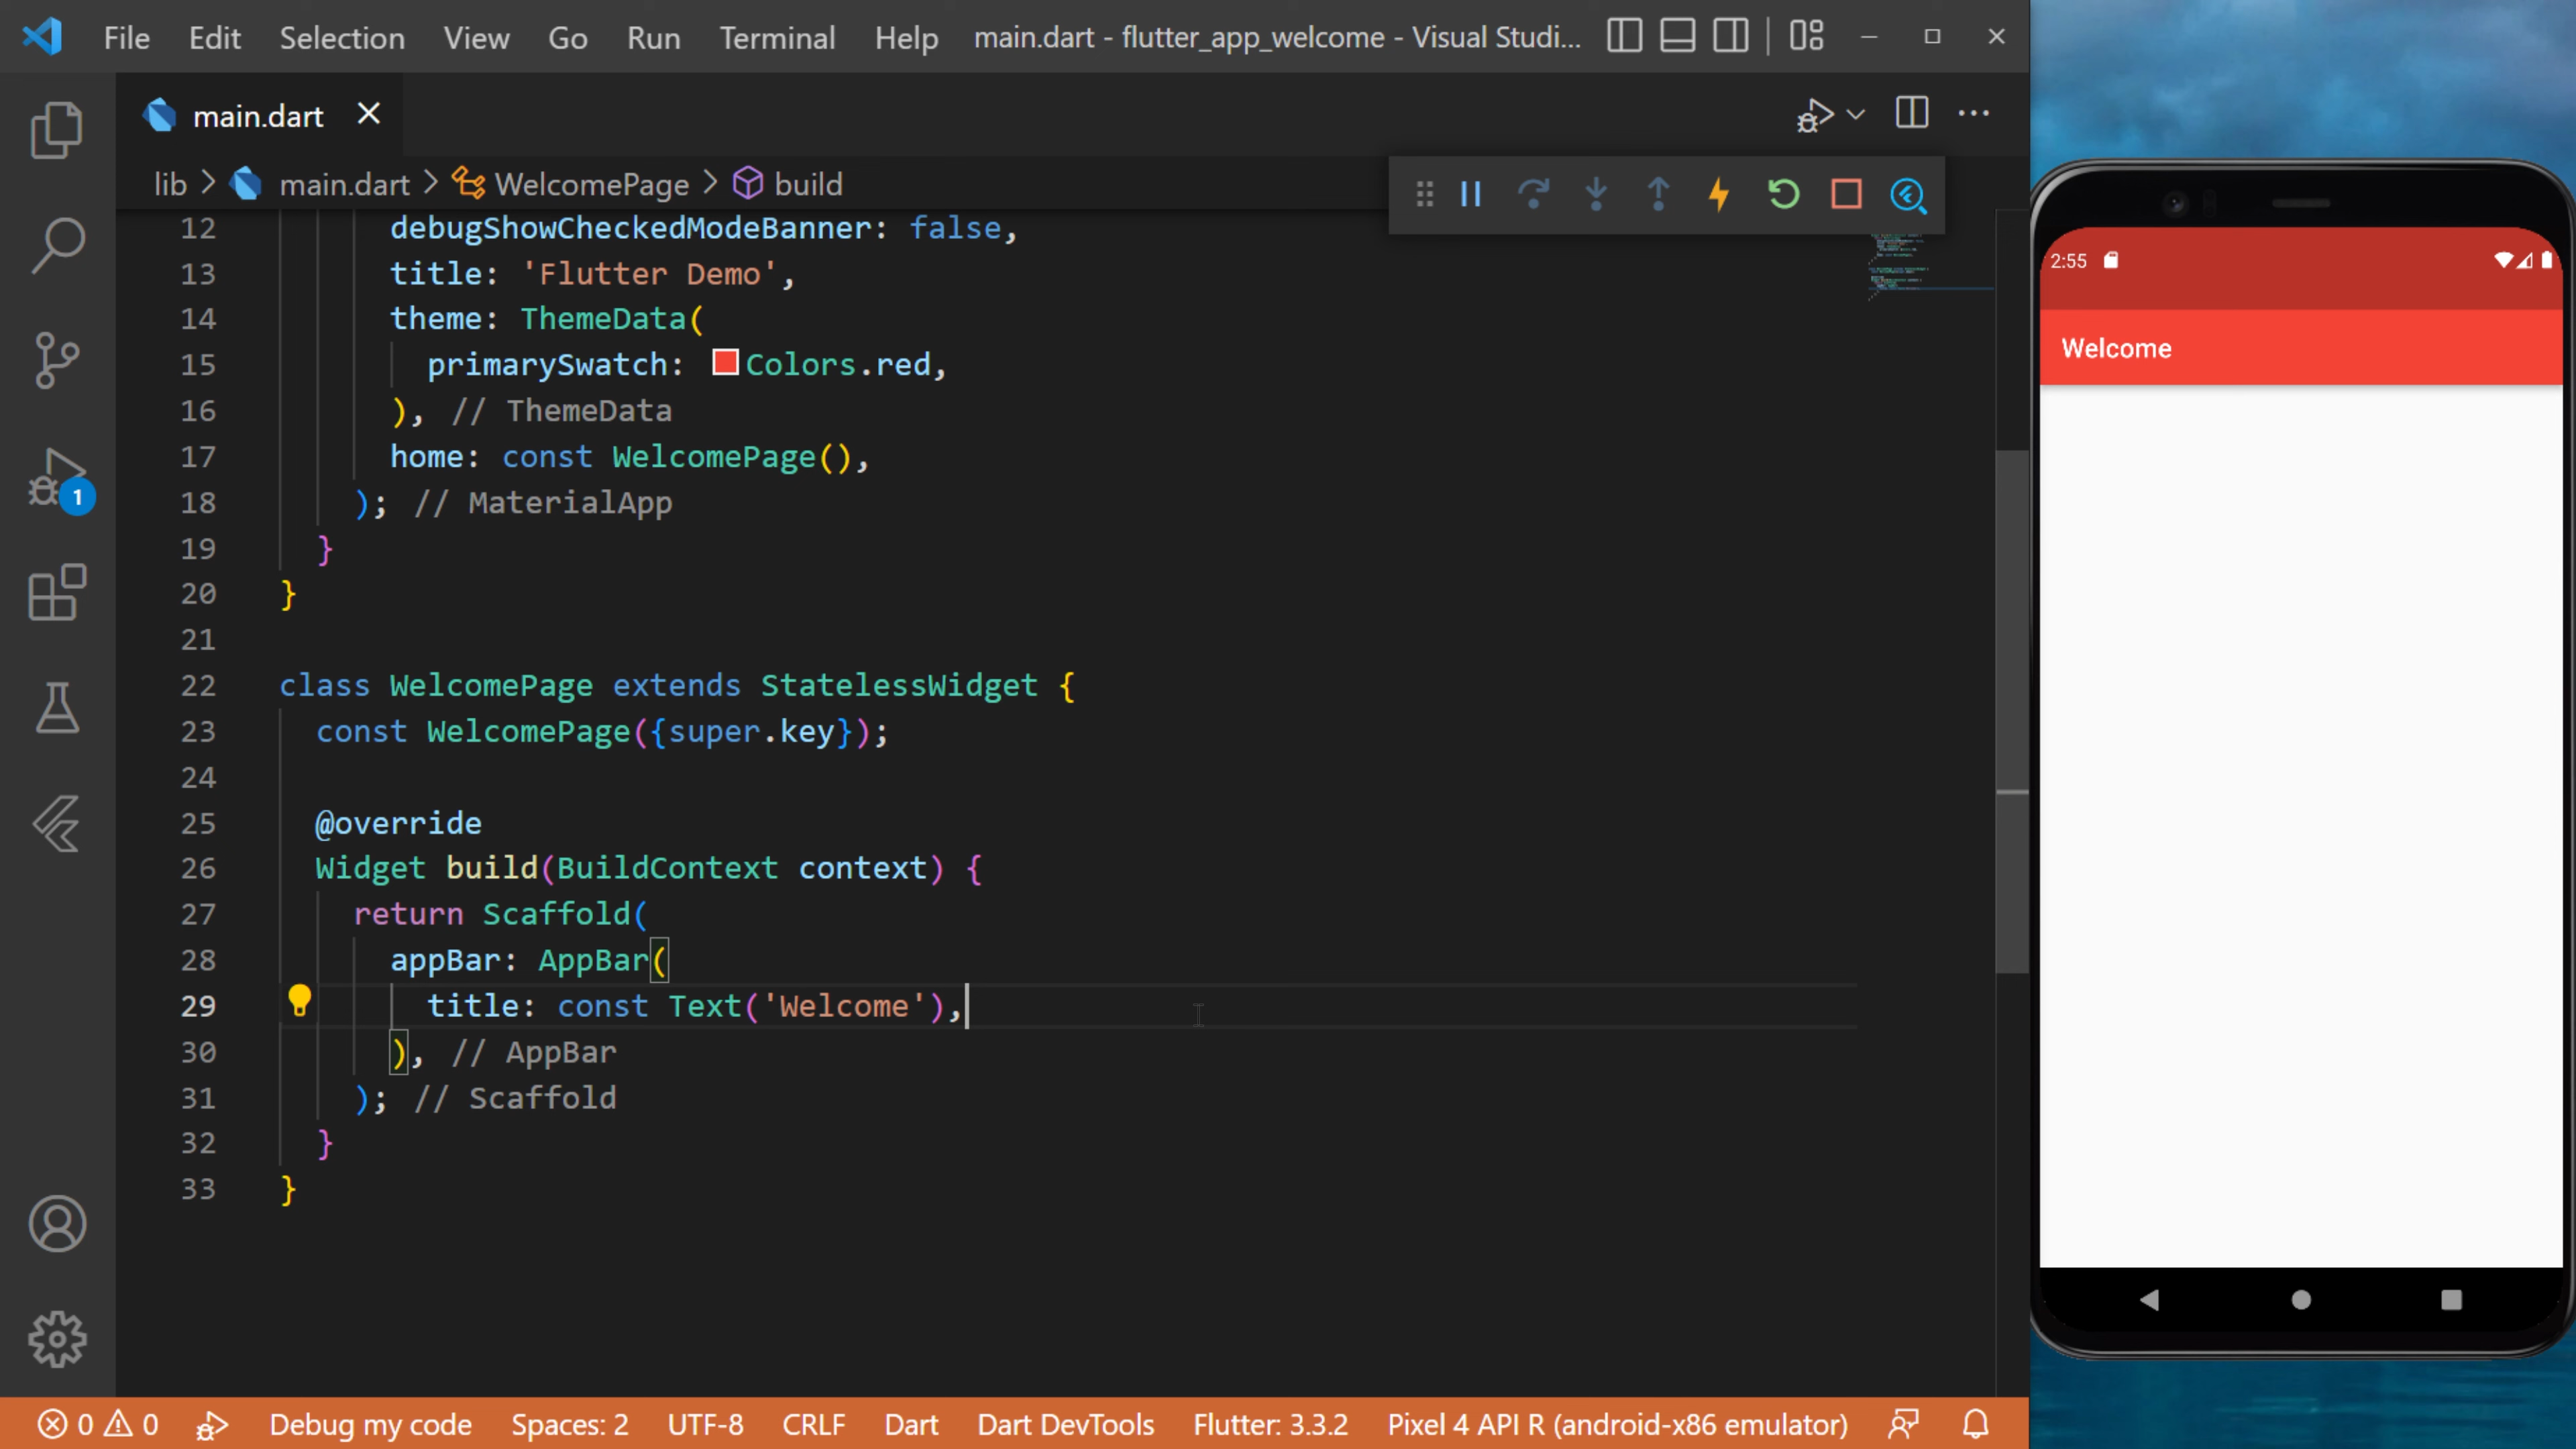 File Edit Selection View Go Run Terminal Help main.dart - flutter_app_welcome - Visual Studi...
main.dart
lib > main.dart > WelcomePage > build
12 debugShowCheckedModeBanner: false,
13 title: 'Flutter Demo',
14 theme: ThemeData(
15 primarySwatch: Colors.red,
16 ), // ThemeData
17 home: const WelcomePage(),
18 ); // MaterialApp
19 }
20 }
21
22 class WelcomePage extends StatelessWidget {
23 const WelcomePage({super.key});
24
25 @override
26 Widget build(BuildContext context) {
27 return Scaffold(
28 appBar: AppBar(
29 title: const Text('Welcome'),
30 ), // AppBar
31 ); // Scaffold
32 }
33 }
1
0 0 Debug my code Spaces: 2 UTF-8 CRLF Dart Dart DevTools Flutter: 3.3.2 Pixel 4 API R (android-x86 emulator)
2:55
Welcome